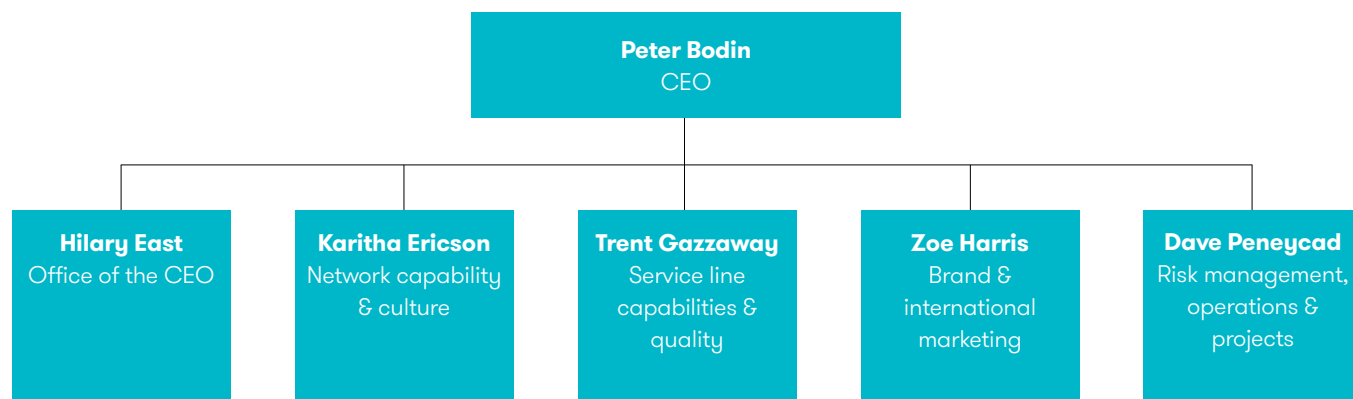 Peter Bodin
CEO
Hilary East
Office of the CEO
Karitha Ericson
Network capability
& culture
Trent Gazzaway
Service line
capabilities &
quality
Zoe Harris
Brand &
international
marketing
Dave Peneycad
Risk management,
operations &
projects